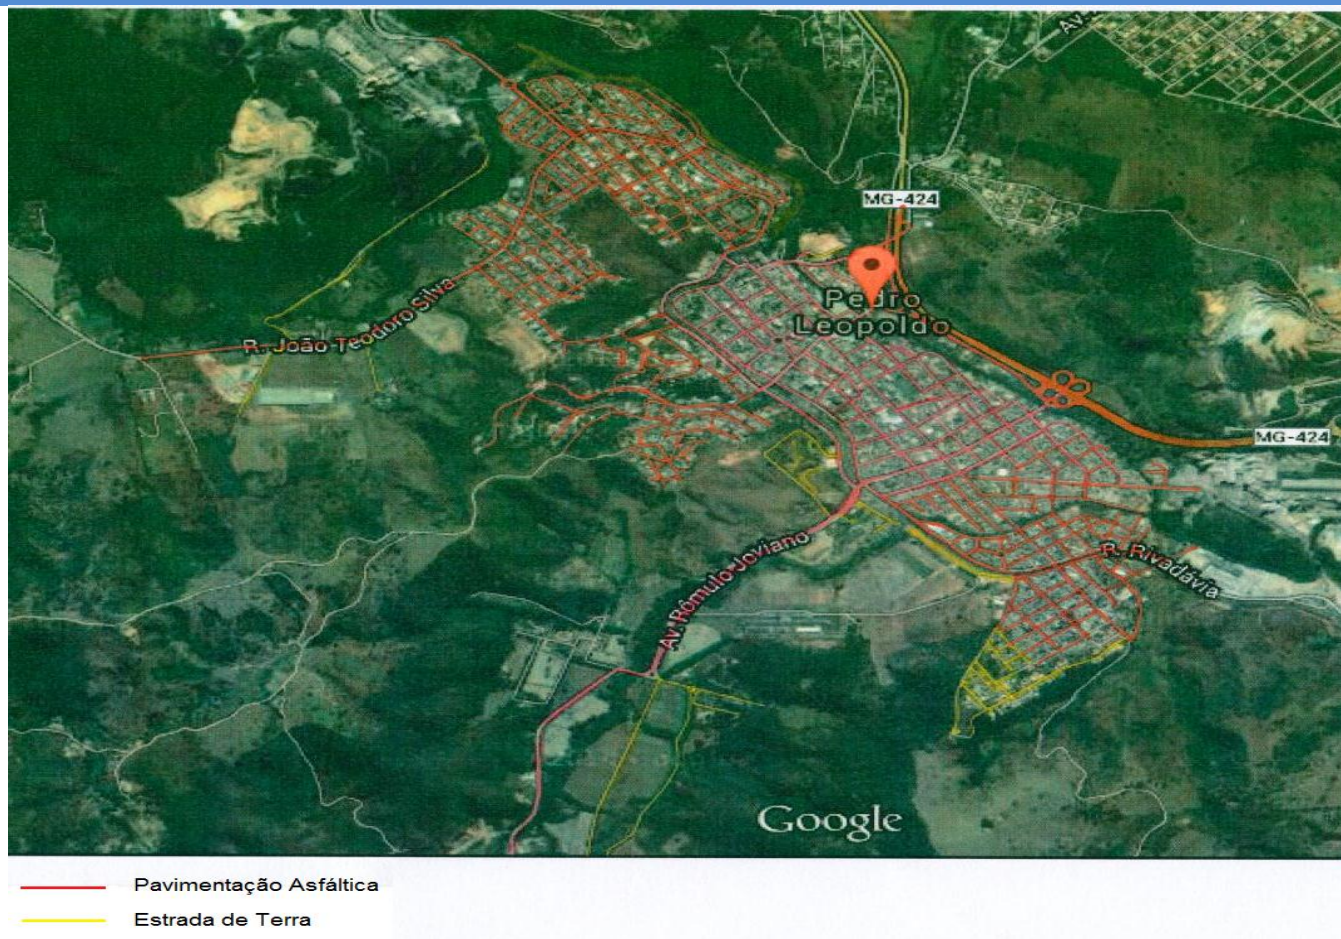 Av.
MG-424
Pedro
Leopoldo
R. João Teodoro Silva
MG-424
Av. Rômulo Joviano
R. Rivadavia
Google
Pavimentação Asfáltica
Estrada de Terra